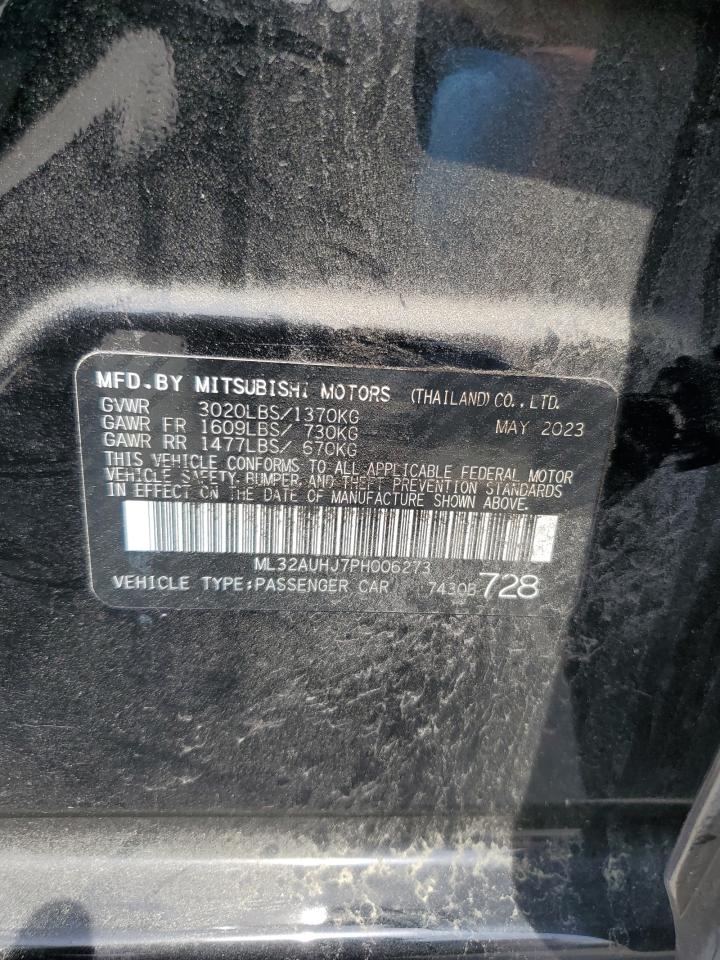 MFD.BY MITSUBISHI MOTORS (THAILAND) CO.,LTD.
GVWR 3020LBS/1370KG MAY 2023
GAWR FR 1609LBS/ 730KG
GAWR RR 1477LBS/ 670KG
THIS VEHICLE CONFORMS TO ALL APPLICABLE FEDERAL MOTOR
VEHICLE SAFETY, BUMPER AND THEFT PREVENTION STANDARDS
IN EFFECT ON THE DATE OF MANUFACTURE SHOWN ABOVE.
ML32AUHJ7PH006273
VEHICLE TYPE:PASSENGER CAR 7430B 728